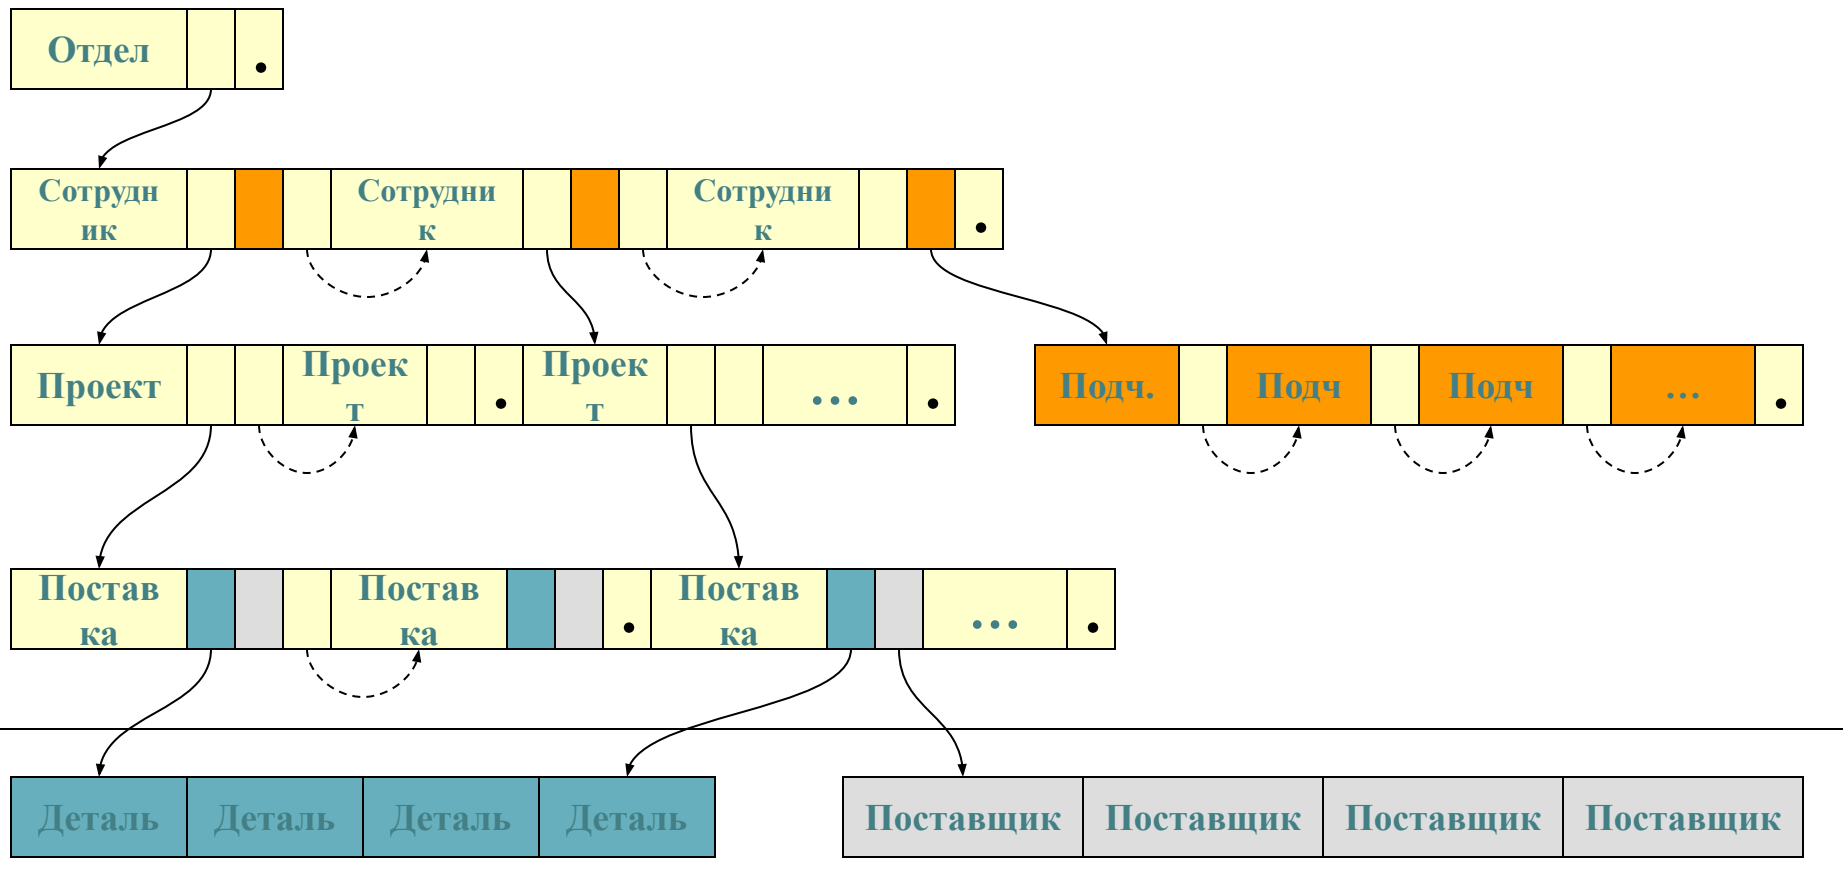 Отдел .
Сотрудн Сотрудни Сотрудни
ик к к .
Проект Проек Проек
т . т … . Подч. Подч Подч … .
Постав Постав Постав
ка ка . ка … .
Деталь Деталь Деталь Деталь Поставщик Поставщик Поставщик Поставщик